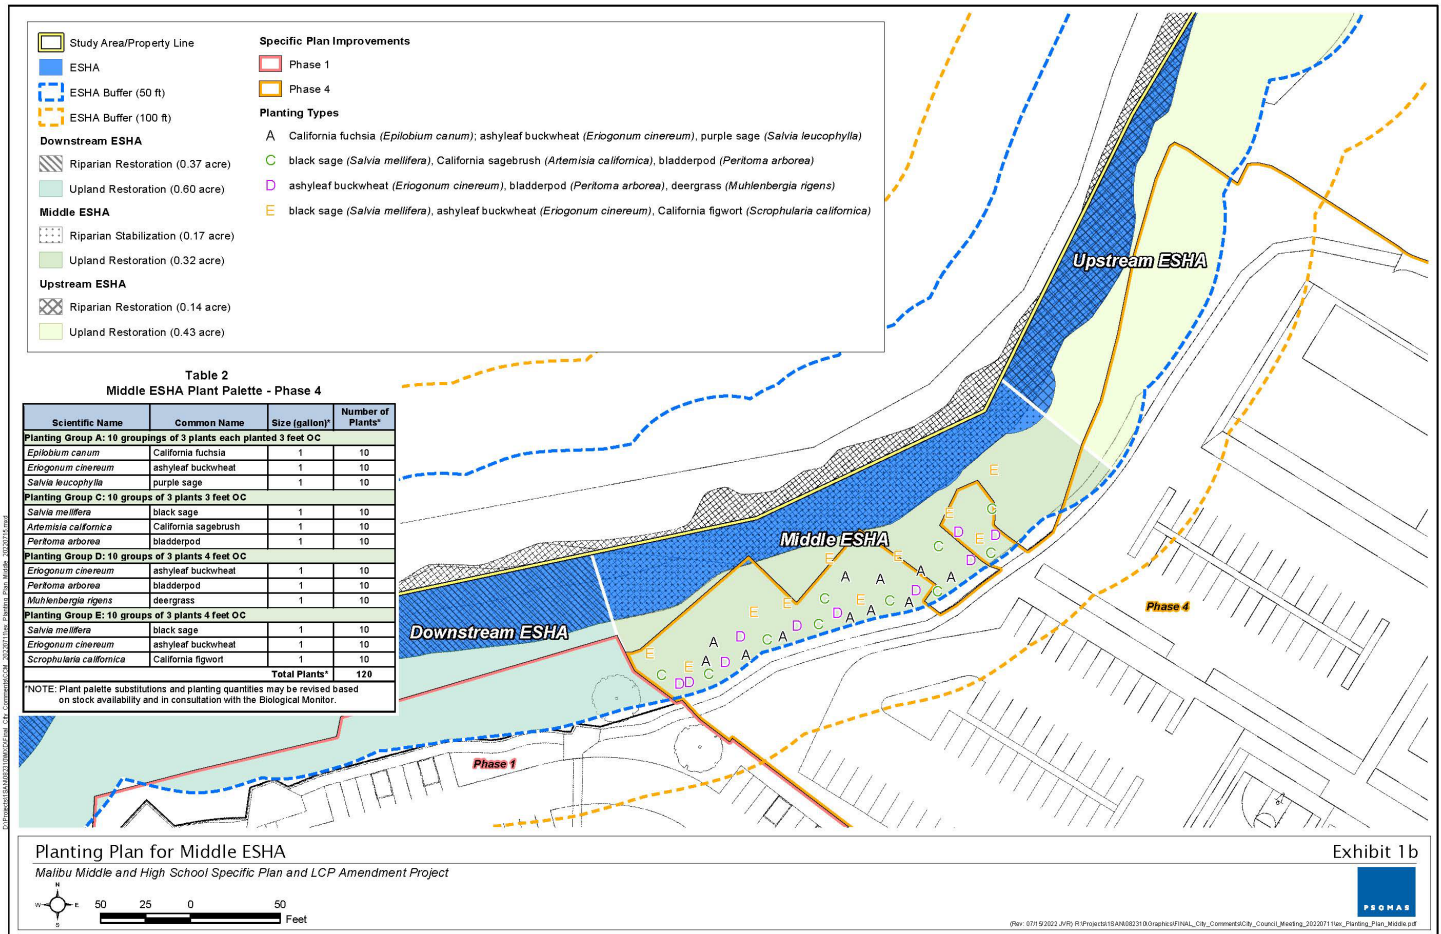 Study Area/Property Line
ESHA
ESHA Buffer (50 ft)
ESHA Buffer (100 ft)
Downstream ESHA
Riparian Restoration (0.37 acre)
Upland Restoration (0.60 acre)
Middle ESHA
Riparian Stabilization (0.17 acre)
Upland Restoration (0.32 acre)
Upstream ESHA
Riparian Restoration (0.14 acre)
Upland Restoration (0.43 acre)
Specific Plan Improvements
Phase 1
Phase 4
Planting Types
A California fuchsia (Epilobium canum); ashyleaf buckwheat (Eriogonum cinereum), purple sage (Salvia leucophylla)
C black sage (Salvia mellifera), California sagebrush (Artemisia californica), bladderpod (Peritoma arborea)
D ashyleaf buckwheat (Eriogonum cinereum), bladderpod (Peritoma arborea), deergrass (Muhlenbergia rigens)
E black sage (Salvia mellifera), ashyleaf buckwheat (Eriogonum cinereum), California figwort (Scrophularia californica)
Table 2
Middle ESHA Plant Palette - Phase 4
Scientific Name Common Name Size (gallon)* Number of Plants*
Planting Group A: 10 groupings of 3 plants each planted 3 feet OC
Epilobium canum California fuchsia 1 10
Eriogonum cinereum ashyleaf buckwheat 1 10
Salvia leucophylla purple sage 1 10
Planting Group C: 10 groups of 3 plants 3 feet OC
Salvia mellifera black sage 1 10
Artemisia californica California sagebrush 1 10
Peritoma arborea bladderpod 1 10
Planting Group D: 10 groups of 3 plants 4 feet OC
Eriogonum cinereum ashyleaf buckwheat 1 10
Peritoma arborea bladderpod 1 10
Muhlenbergia rigens deergrass 1 10
Planting Group E: 10 groups of 3 plants 4 feet OC
Salvia mellifera black sage 1 10
Eriogonum cinereum ashyleaf buckwheat 1 10
Scrophularia californica California figwort 1 10
Total Plants* 120
*NOTE: Plant palette substitutions and planting quantities may be revised based
on stock availability and in consultation with the Biological Monitor.
Upstream ESHA
Middle ESHA
Downstream ESHA
Phase 4
Phase 1
Planting Plan for Middle ESHA
Exhibit 1b
Malibu Middle and High School Specific Plan and LCP Amendment Project
N
W E
S
50 25 0 50
Feet
PSOMAS
(Rev: 07/15/2022 JVR) R:\Projects\1SAN\082310\Graphics\FINAL_City_Comments\City_Council_Meeting_20220711\ex_Planting_Plan_Middle.pdf